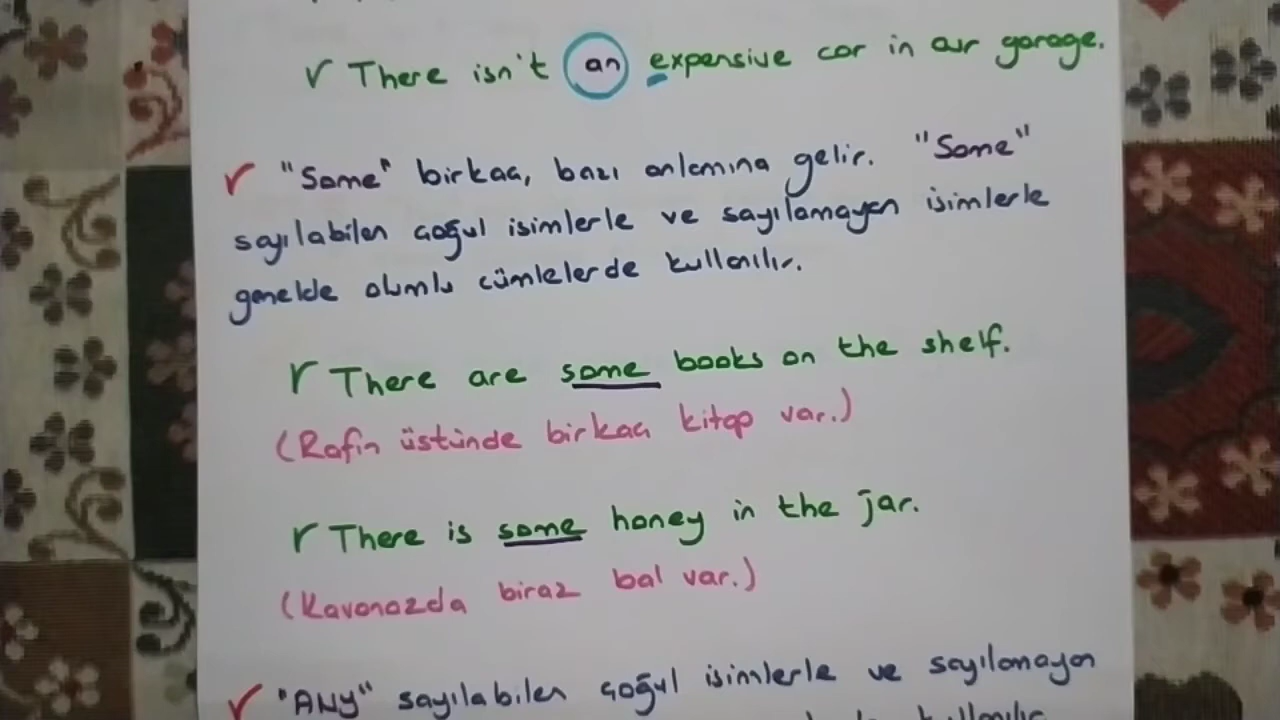 ✓ There isn't an expensive car in our garage.
✓ "Some" birkaç, bazı anlamına gelir. "Some"
sayılabilen çoğul isimlerle ve sayılamayan isimlerle
genelde olumlu cümlelerde kullanılır.
✓ There are some books on the shelf.
(Rafın üstünde birkaç kitap var.)
✓ There is some honey in the jar.
(Kavanozda biraz bal var.)
✓ "ANY" sayılabilen çoğul isimlerle ve sayılamayan
kullanılır